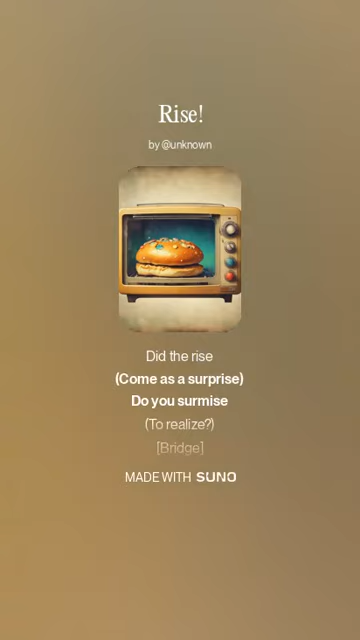 Rise!
by @unknown
Did the rise
(Come as a surprise)
Do you surmise
(To realize?)
[Bridge]
MADE WITH SUNO